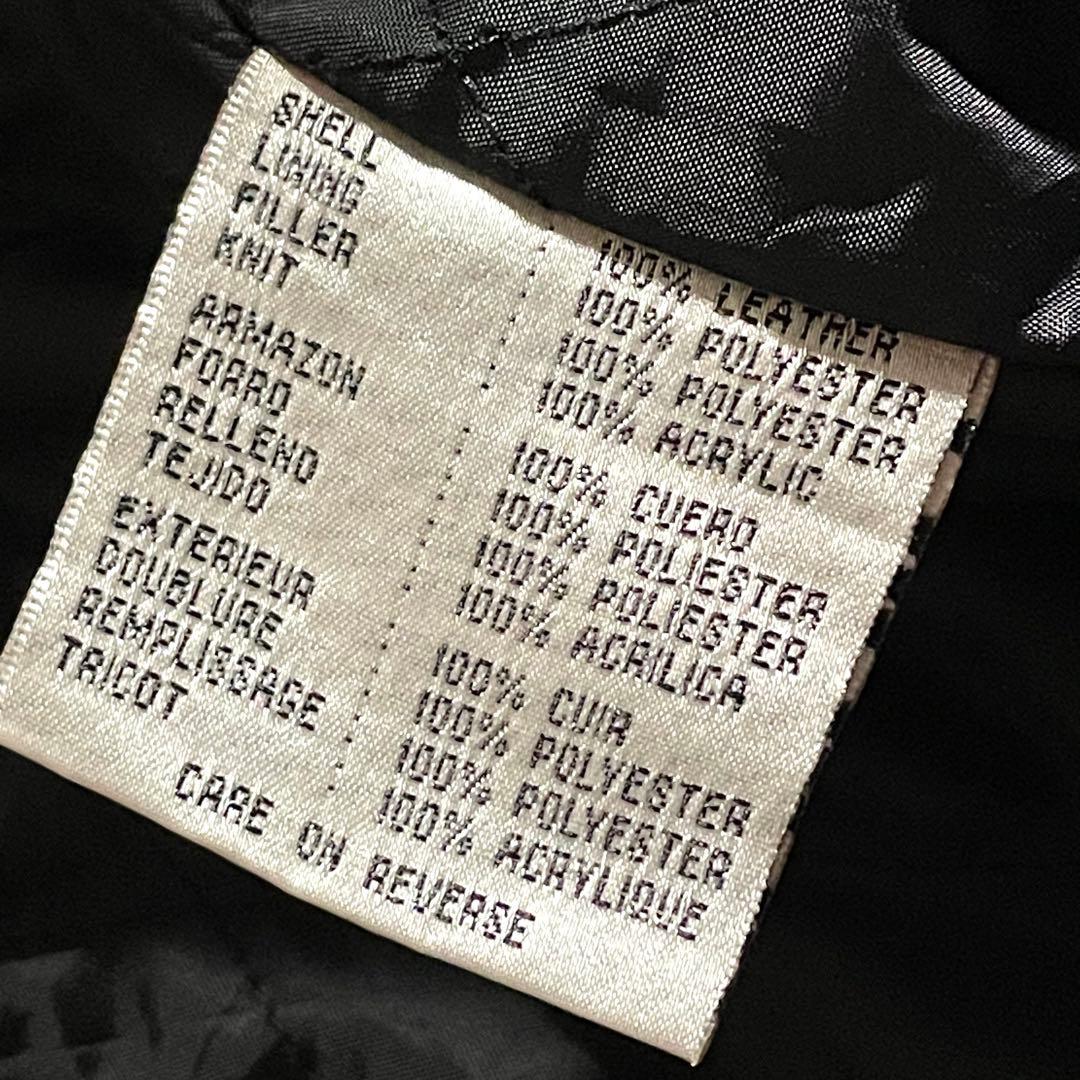 SHELL : 100% LEATHER
LINING : 100% POLYESTER
FILLER : 100% POLYESTER
KNIT : 100% ACRYLIC
ARMAZON : 100% CUERO
FORRO : 100% POLIESTER
RELLENO : 100% POLIESTER
TEJIDO : 100% ACRILICA
EXTERIEUR : 100% CUIR
DOUBLURE : 100% POLYESTER
REMPLISSAGE : 100% POLYESTER
TRICOT : 100% ACRYLIQUE
CARE ON REVERSE